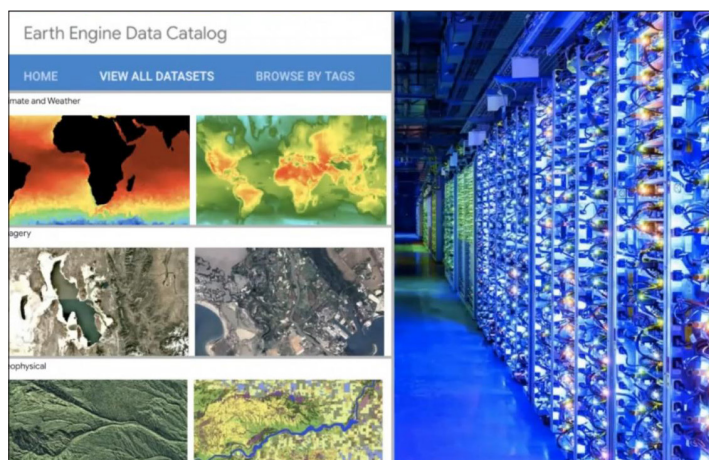 Earth Engine Data Catalog
HOME VIEW ALL DATASETS BROWSE BY TAGS
mate and Weather
agery
ophysical